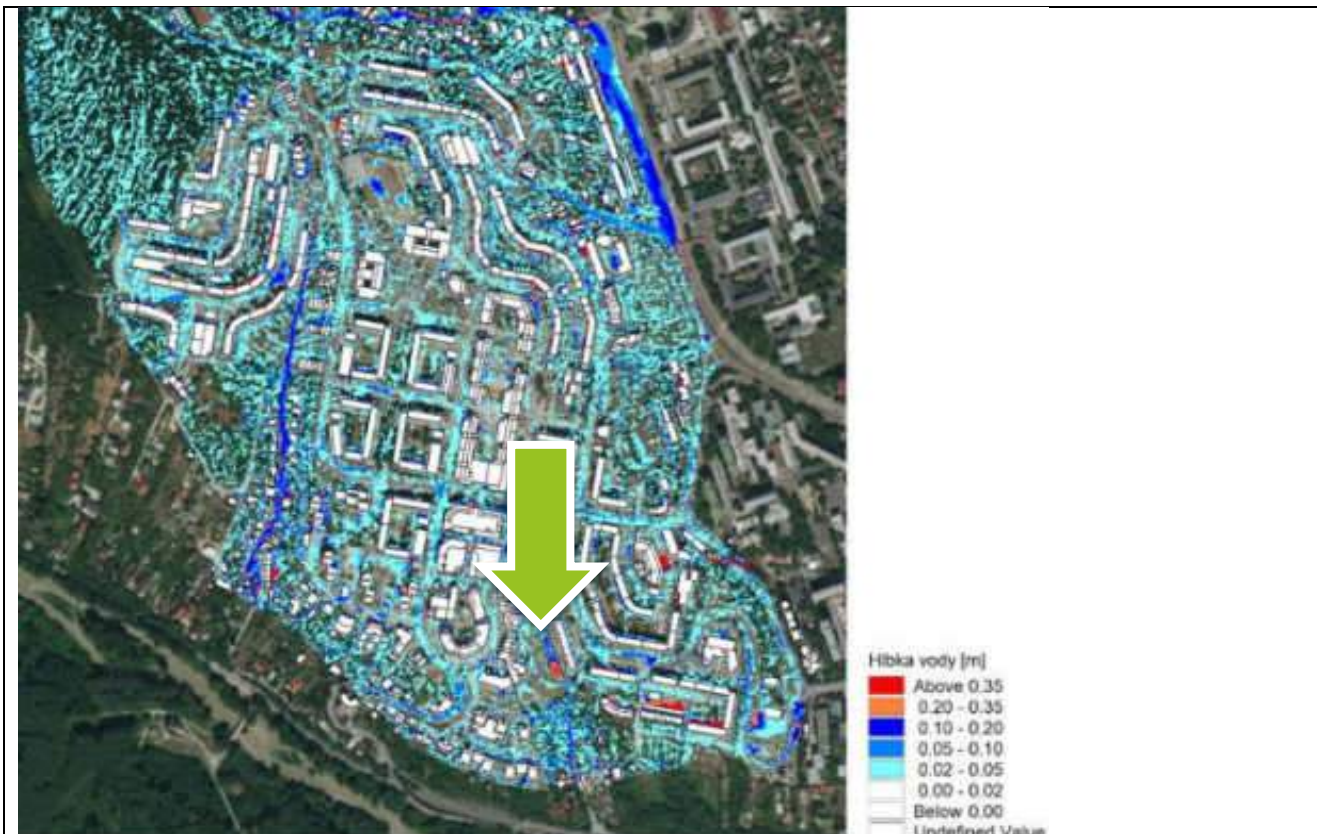 Hlbka vody [m]
Above 0.35
0.20 - 0.35
0.10 - 0.20
0.05 - 0.10
0.02 - 0.05
0.00 - 0.02
Below 0.00
Undefined Value